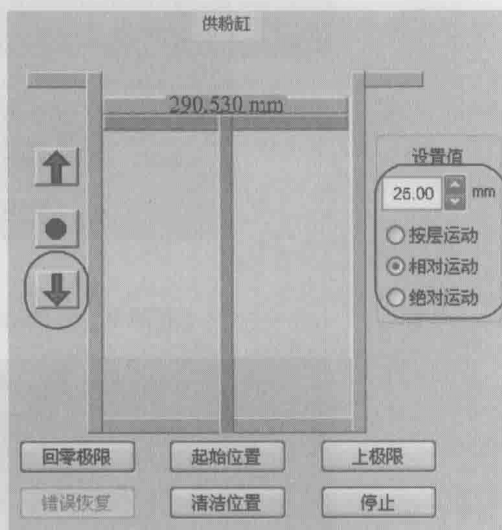 供粉缸
290.530 mm
设置值
25.00 mm
按层运动
相对运动
绝对运动
回零极限 起始位置 上极限
错误恢复 清洁位置 停止